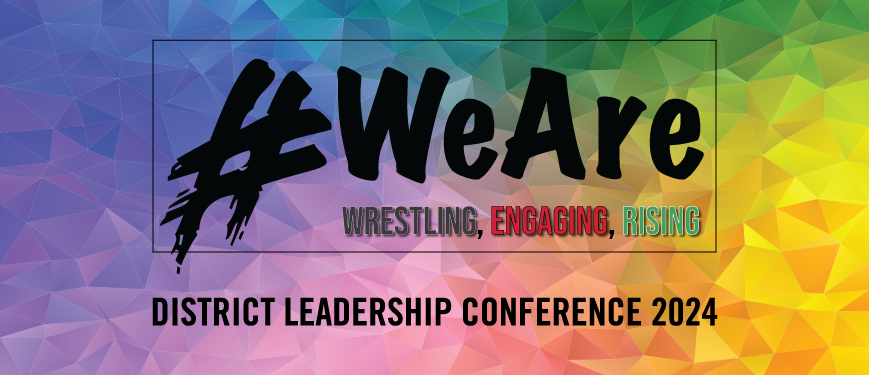 #WeAre
WRESTLING, ENGAGING, RISING
DISTRICT LEADERSHIP CONFERENCE 2024